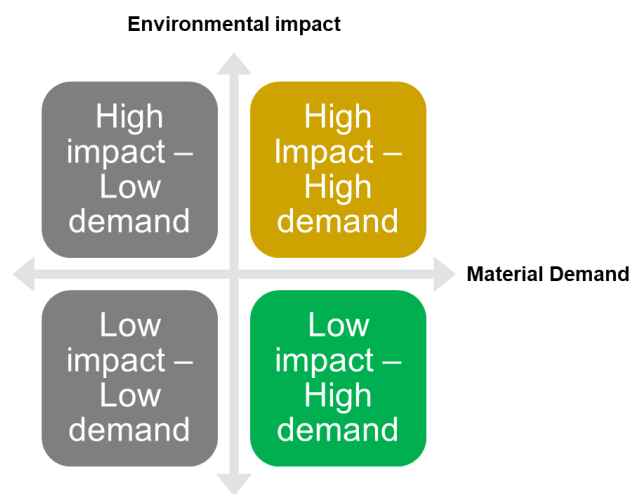 Environmental impact
High
impact –
Low
demand
High
Impact –
High
demand
Material Demand
Low
impact –
Low
demand
Low
impact –
High
demand